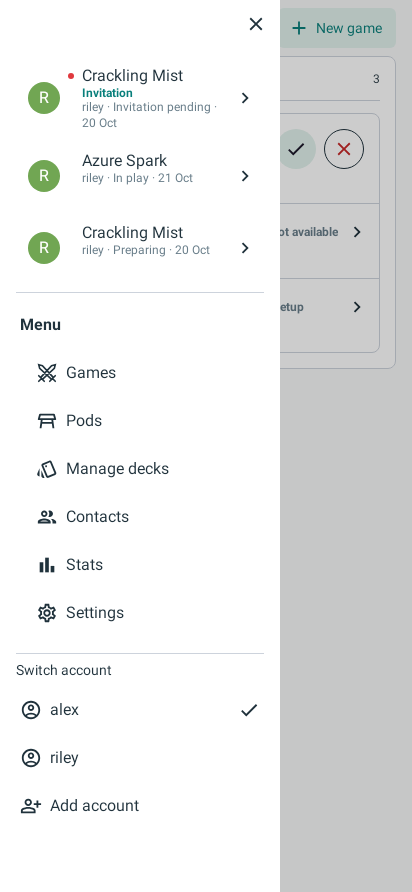 New game
3
R
Crackling Mist
Invitation
riley · Invitation pending ·
20 Oct
R
Azure Spark
riley · In play · 21 Oct
ot available
R
Crackling Mist
riley · Preparing · 20 Oct
etup
Menu
Games
Pods
Manage decks
Contacts
Stats
Settings
Switch account
alex
riley
Add account